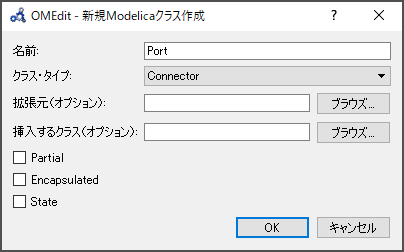 OMEdit - 新規Modelicaクラス作成
名前: Port
クラス・タイプ: Connector
拡張元(オプション): ブラウズ...
挿入するクラス(オプション): ブラウズ...
Partial
Encapsulated
State
OK キャンセル